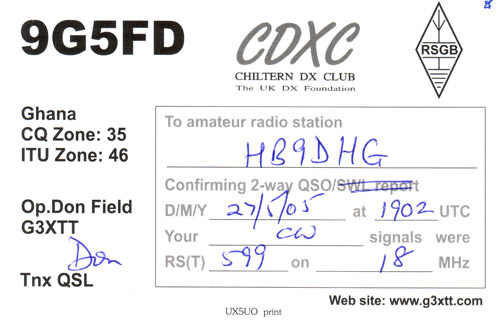 9G5FD
CDXC
CHILTERN DX CLUB
The UK DX Foundation
RSGB
Ghana
CQ Zone: 35
ITU Zone: 46
Op.Don Field
G3XTT
Don
Tnx QSL
To amateur radio station
HB9DHG
Confirming 2-way QSO/SWL report
D/M/Y 27/5/05 at 1902 UTC
Your CW signals were
RS(T) 599 on 18 MHz
Web site: www.g3xtt.com
UX5UO print